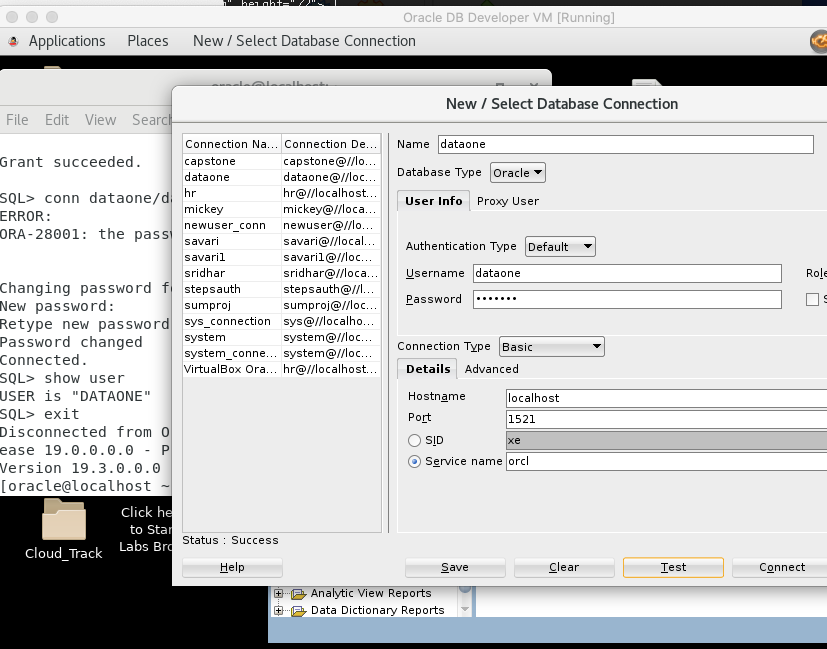 n" height="22"> |
Oracle DB Developer VM [Running]
Applications Places New / Select Database Connection
oracle@localhost:
File Edit View Search
Grant succeeded.
SQL> conn dataone/da
ERROR:
ORA-28001: the passw
Changing password fo
New password:
Retype new password
Password changed
Connected.
SQL> show user
USER is "DATAONE"
SQL> exit
Disconnected from O
ease 19.0.0.0.0 - P
Version 19.3.0.0.0
[oracle@localhost ~
Cloud_Track
Click he
to Star
Labs Bro
New / Select Database Connection
Connection Na... Connection De...
capstone capstone@//lo...
dataone dataone@//loc...
hr hr@//localhost...
mickey mickey@//loca...
newuser_conn newuser@//lo...
savari savari@//local...
savari1 savari1@//loc...
sridhar sridhar@//loca...
stepsauth stepsauth@//l...
sumproj sumproj@//loc...
sys_connection sys@//localho...
system system@//loc...
system_conne... system@//loc...
VirtualBox Ora... hr@//localhost...
Name dataone
Database Type Oracle
User Info Proxy User
Authentication Type Default
Username dataone Role
Password ••••••• S
Connection Type Basic
Details Advanced
Hostname localhost
Port 1521
SID xe
Service name orcl
Status : Success
Help Save Clear Test Connect
Analytic View Reports
Data Dictionary Reports